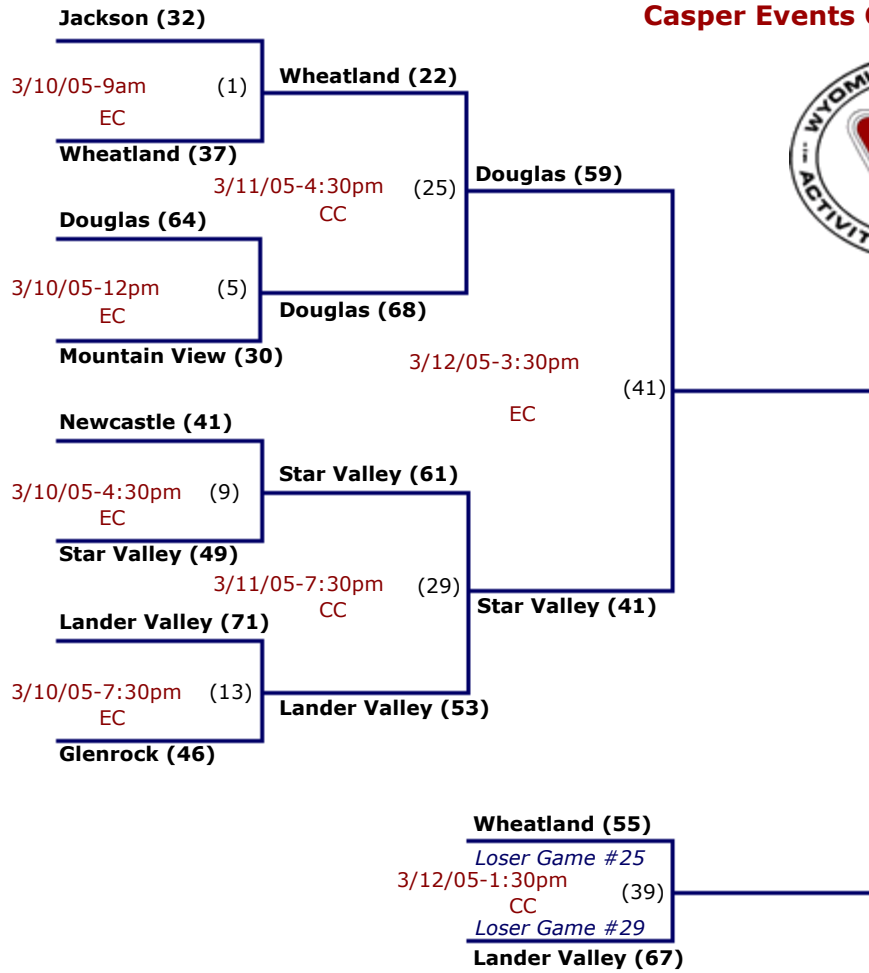 Jackson (32)
Casper Events
3/10/05-9am (1)
EC
Wheatland (37)
Wheatland (22)
3/11/05-4:30pm (25)
CC
Douglas (64)
3/10/05-12pm (5)
EC
Mountain View (30)
Douglas (68)
Douglas (59)
3/12/05-3:30pm
(41)
EC
Newcastle (41)
3/10/05-4:30pm (9)
EC
Star Valley (49)
Star Valley (61)
3/11/05-7:30pm (29)
CC
Star Valley (41)
Lander Valley (71)
3/10/05-7:30pm (13)
EC
Glenrock (46)
Lander Valley (53)
Wheatland (55)
Loser Game #25
3/12/05-1:30pm (39)
CC
Loser Game #29
Lander Valley (67)